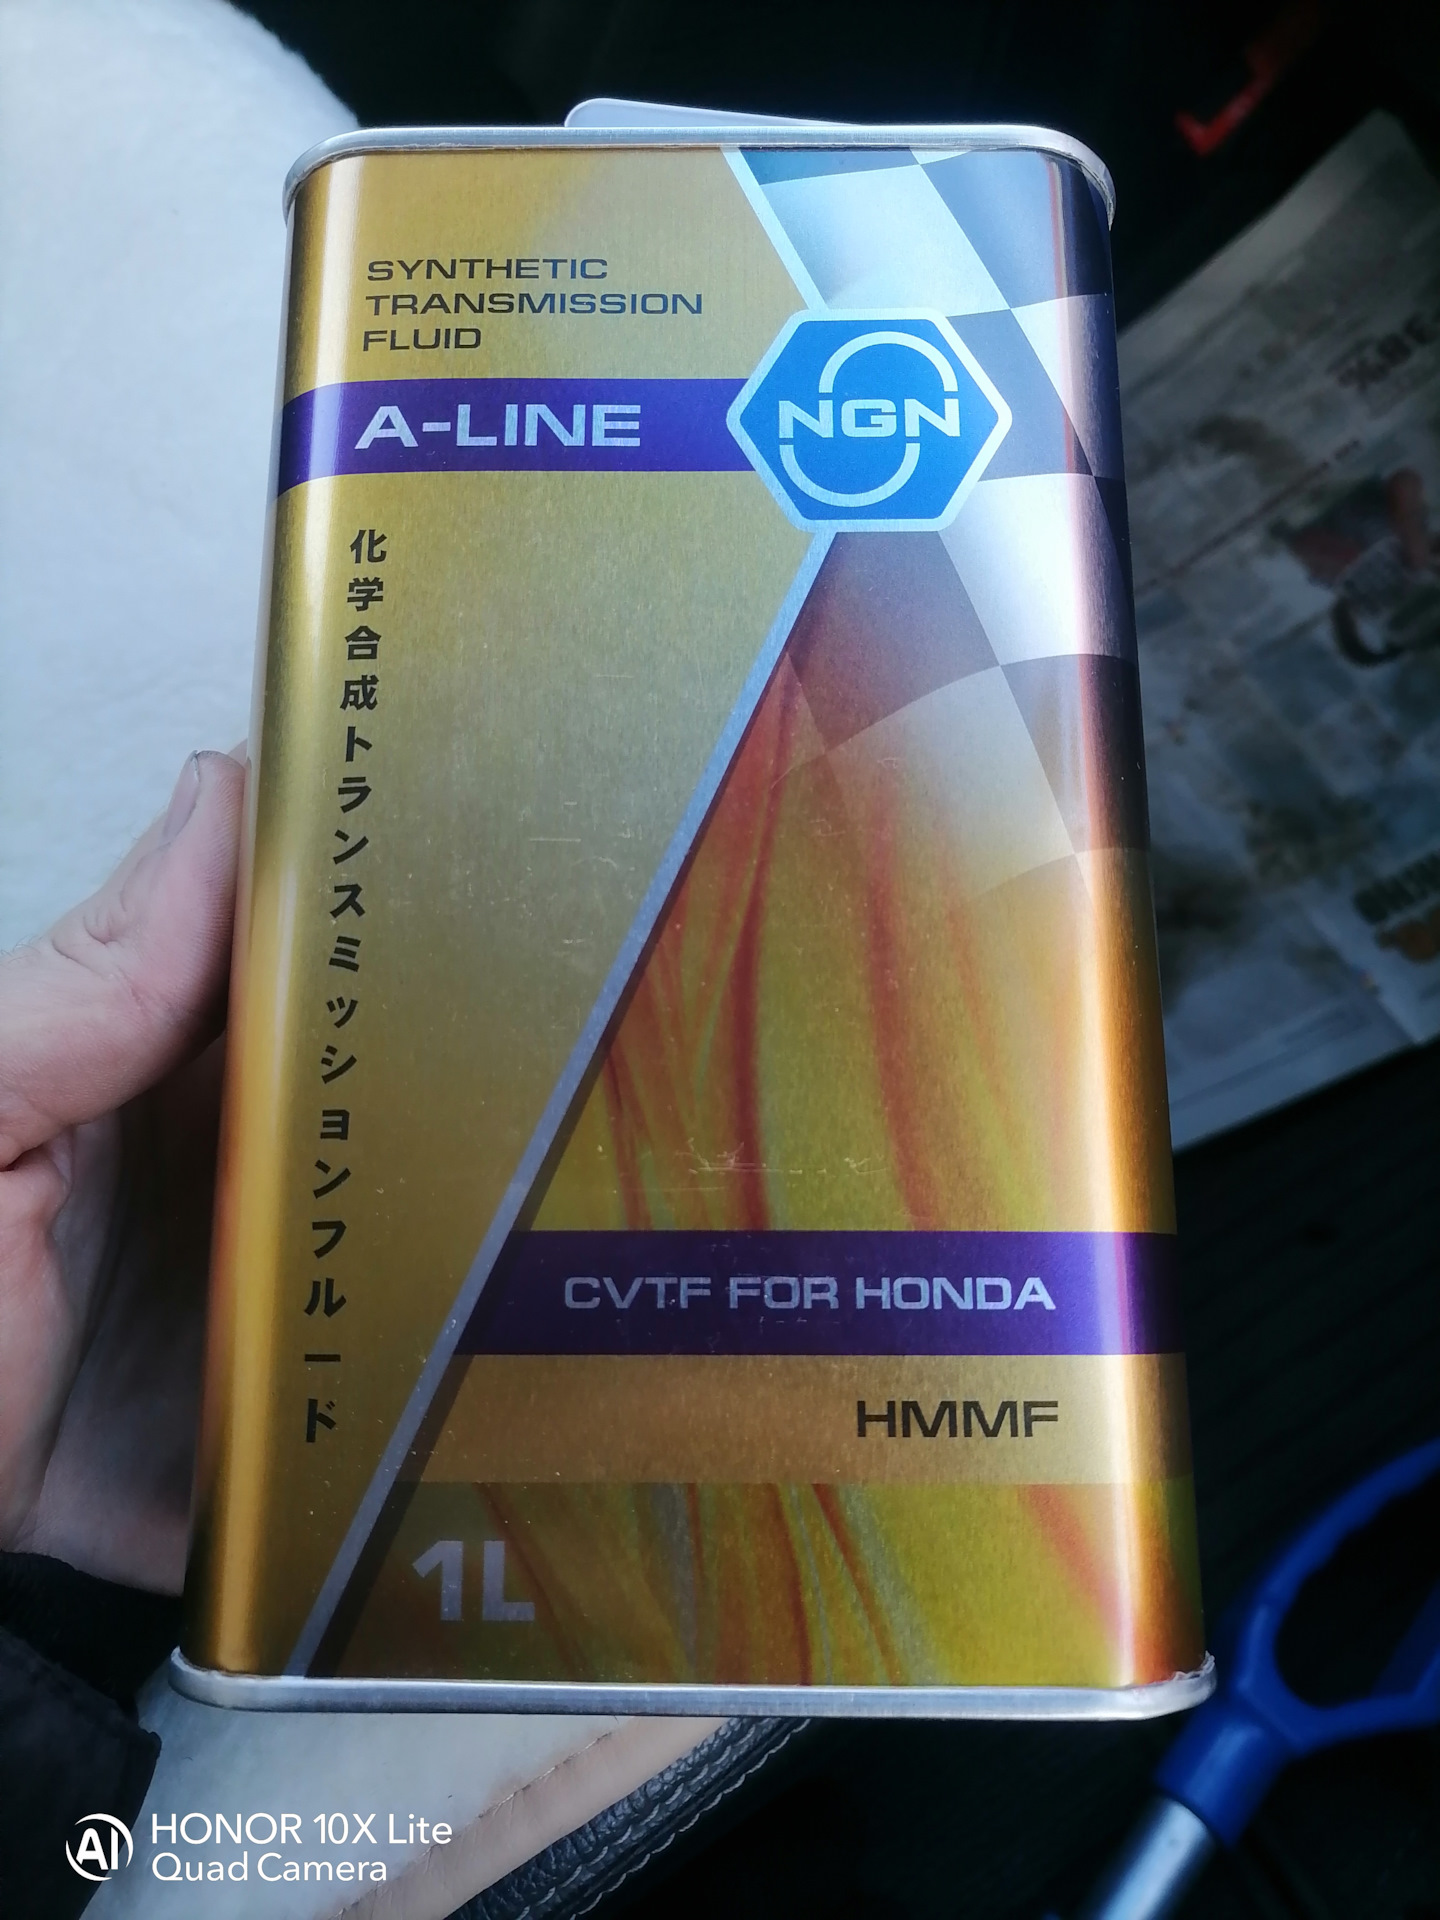 SYNTHETIC
TRANSMISSION
FLUID
A-LINE
NGN
化学合成トランスミッションフルード
CVTF FOR HONDA
HMMF
1L
AI
HONOR 10X Lite
Quad Camera